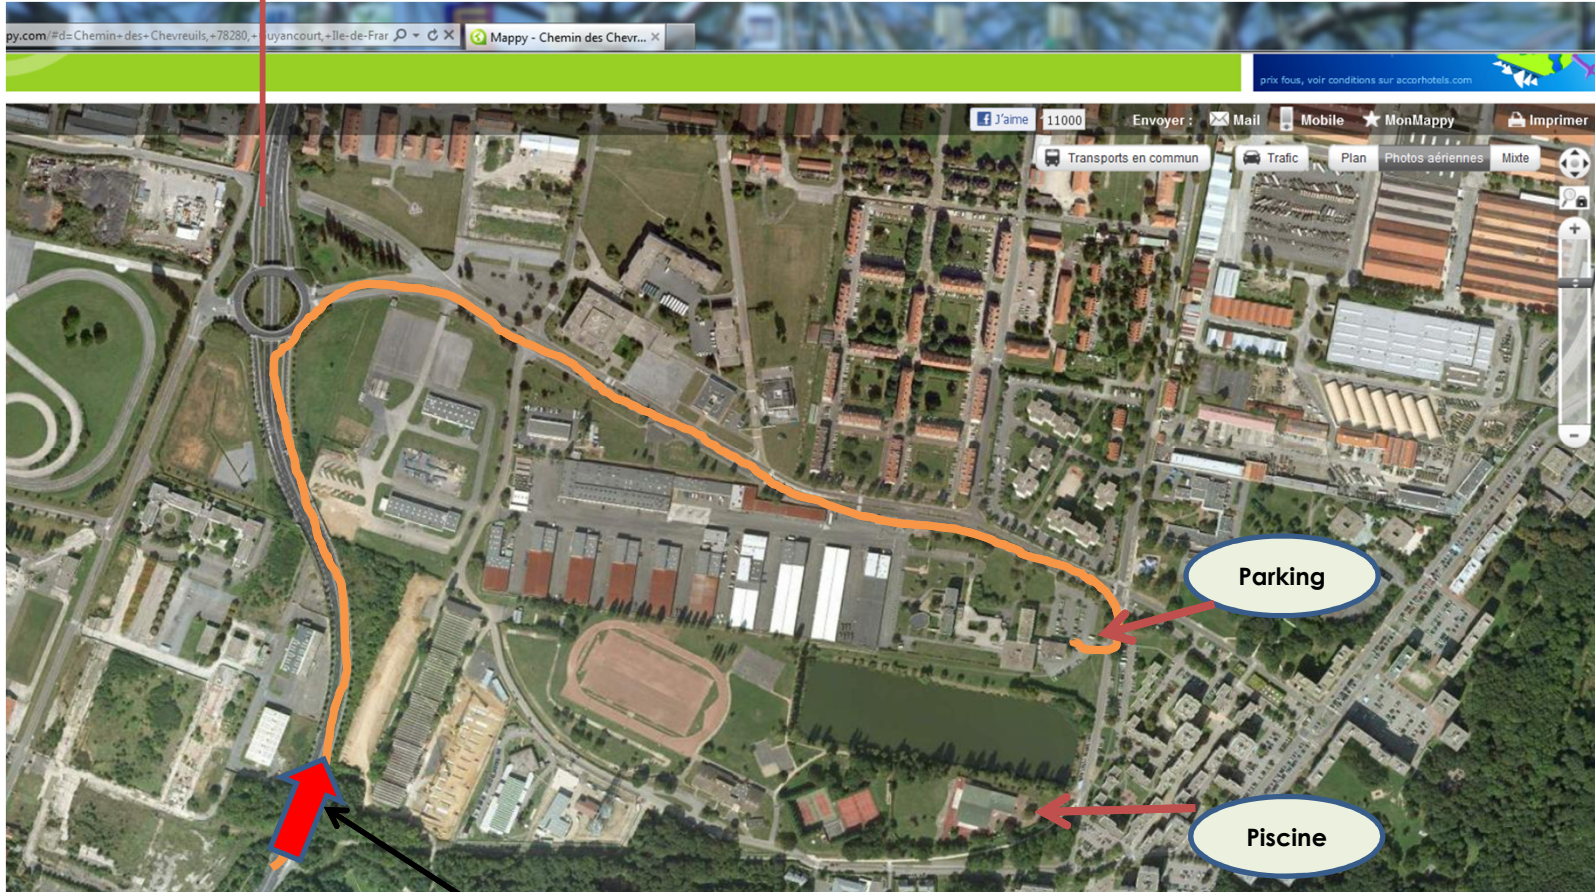 py.com/#d=Chemin+des+Chevreuils,+78280,+Guyancourt,+Ile-de-Frar
Mappy - Chemin des Chevr...
prix fous, voir conditions sur accorhotels.com
J'aime 11000 Envoyer : Mail Mobile MonMappy Imprimer
Transports en commun Trafic Plan Photos aériennes Mixte
Parking
Piscine